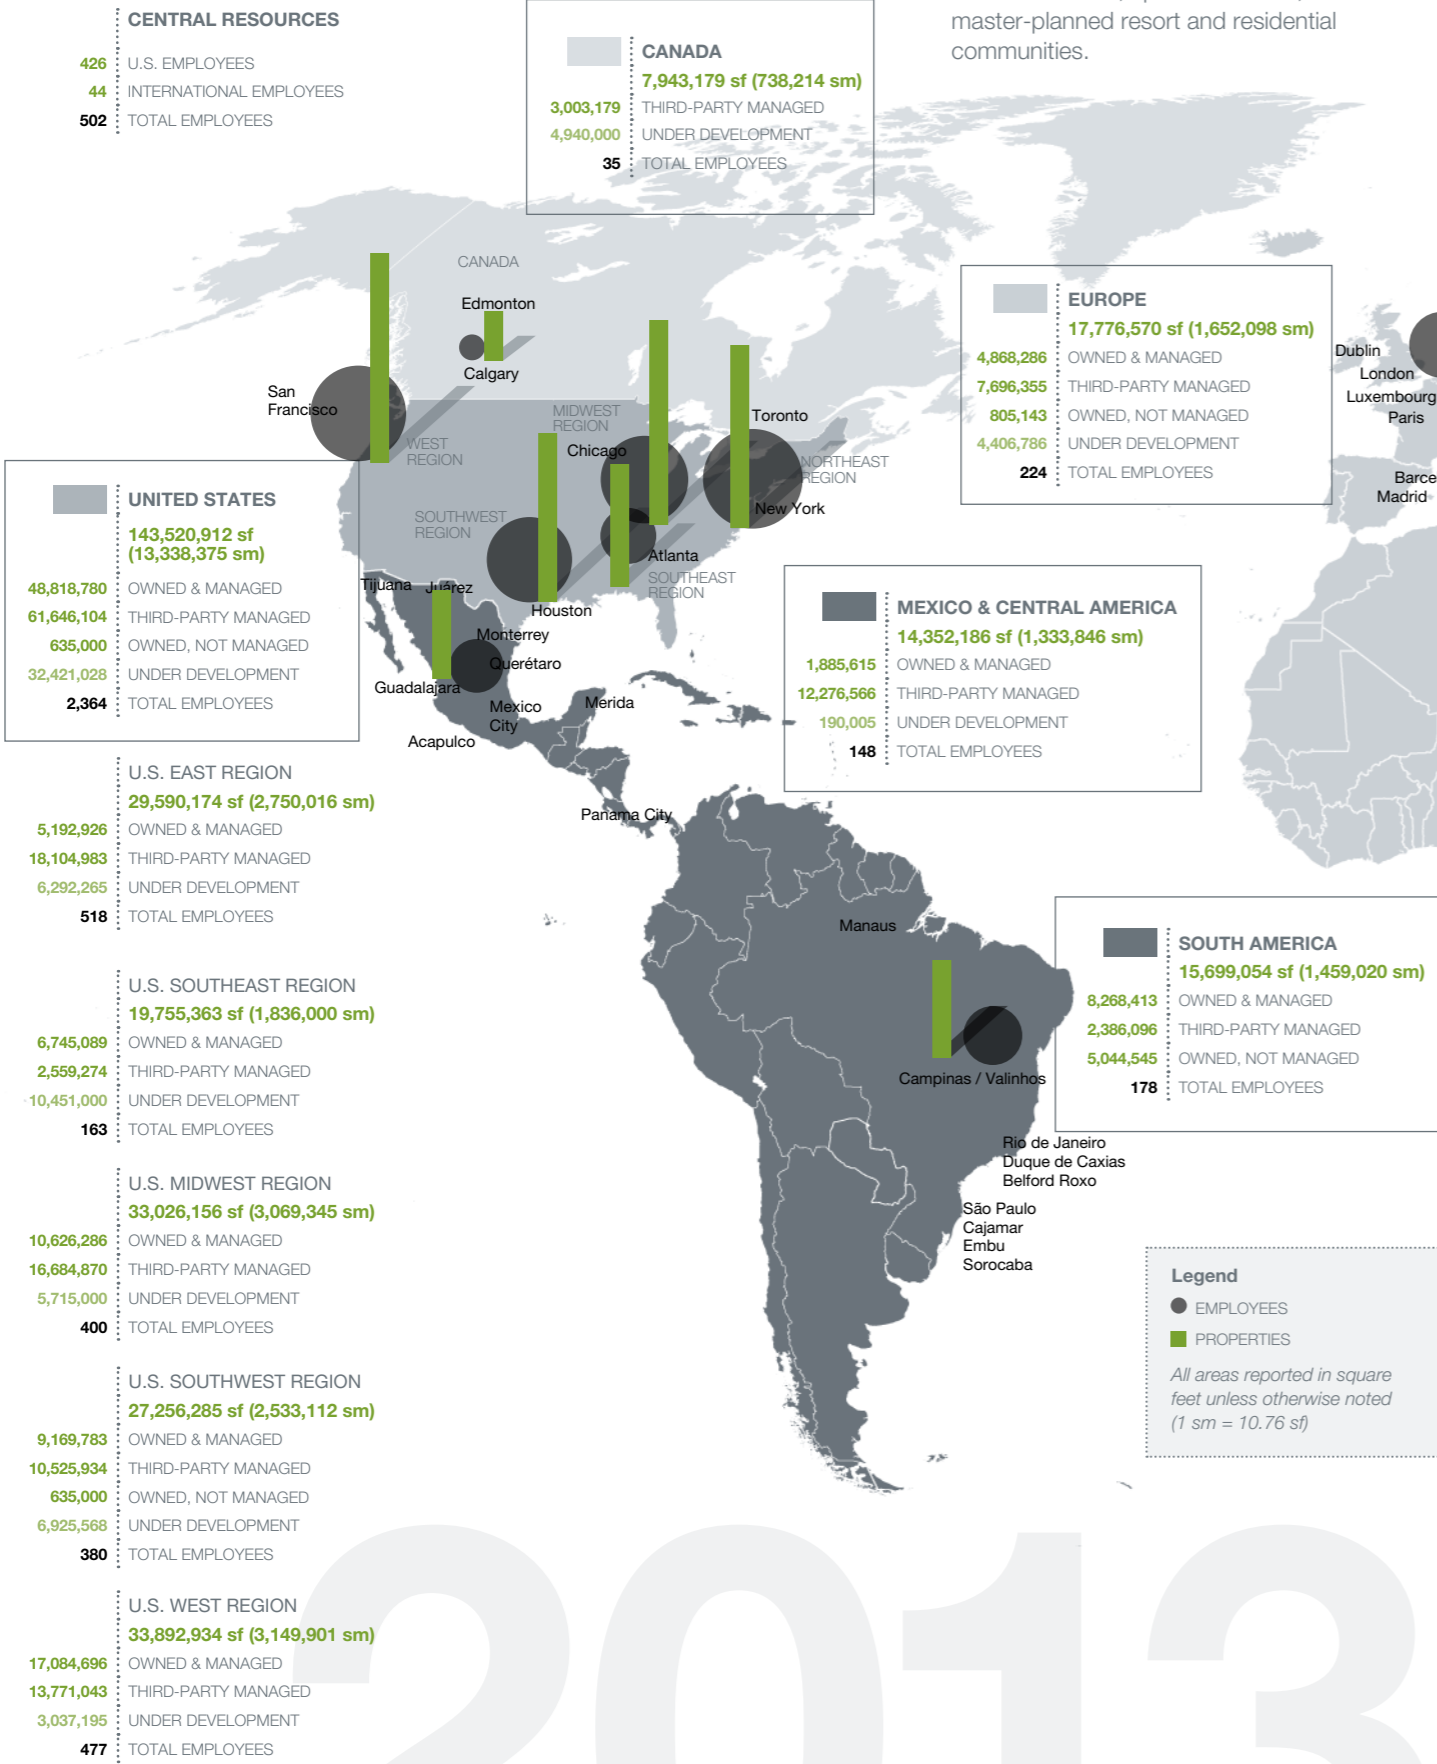 master-planned resort and residential
communities.
CENTRAL RESOURCES
426 U.S. EMPLOYEES
44 INTERNATIONAL EMPLOYEES
502 TOTAL EMPLOYEES
CANADA
7,943,179 sf (738,214 sm)
3,003,179 THIRD-PARTY MANAGED
4,940,000 UNDER DEVELOPMENT
35 TOTAL EMPLOYEES
CANADA
Edmonton
Calgary
San
Francisco
WEST
REGION
MIDWEST
REGION
Chicago
Toronto
NORTHEAST
REGION
New York
SOUTHWEST
REGION
Atlanta
SOUTHEAST
REGION
Houston
Tijuana
Juárez
Monterrey
Querétaro
Guadalajara
Mexico
City
Merida
Acapulco
Panama City
EUROPE
17,776,570 sf (1,652,098 sm)
4,868,286 OWNED & MANAGED
7,696,355 THIRD-PARTY MANAGED
805,143 OWNED, NOT MANAGED
4,406,786 UNDER DEVELOPMENT
224 TOTAL EMPLOYEES
Dublin
London
Luxembourg
Paris
Barce
Madrid
UNITED STATES
143,520,912 sf
(13,338,375 sm)
48,818,780 OWNED & MANAGED
61,646,104 THIRD-PARTY MANAGED
635,000 OWNED, NOT MANAGED
32,421,028 UNDER DEVELOPMENT
2,364 TOTAL EMPLOYEES
MEXICO & CENTRAL AMERICA
14,352,186 sf (1,333,846 sm)
1,885,615 OWNED & MANAGED
12,276,566 THIRD-PARTY MANAGED
190,005 UNDER DEVELOPMENT
148 TOTAL EMPLOYEES
U.S. EAST REGION
29,590,174 sf (2,750,016 sm)
5,192,926 OWNED & MANAGED
18,104,983 THIRD-PARTY MANAGED
6,292,265 UNDER DEVELOPMENT
518 TOTAL EMPLOYEES
Manaus
Campinas / Valinhos
Rio de Janeiro
Duque de Caxias
Belford Roxo
São Paulo
Cajamar
Embu
Sorocaba
SOUTH AMERICA
15,699,054 sf (1,459,020 sm)
8,268,413 OWNED & MANAGED
2,386,096 THIRD-PARTY MANAGED
5,044,545 OWNED, NOT MANAGED
178 TOTAL EMPLOYEES
U.S. SOUTHEAST REGION
19,755,363 sf (1,836,000 sm)
6,745,089 OWNED & MANAGED
2,559,274 THIRD-PARTY MANAGED
10,451,000 UNDER DEVELOPMENT
163 TOTAL EMPLOYEES
U.S. MIDWEST REGION
33,026,156 sf (3,069,345 sm)
10,626,286 OWNED & MANAGED
16,684,870 THIRD-PARTY MANAGED
5,715,000 UNDER DEVELOPMENT
400 TOTAL EMPLOYEES
Legend
EMPLOYEES
PROPERTIES
All areas reported in square
feet unless otherwise noted
(1 sm = 10.76 sf)
U.S. SOUTHWEST REGION
27,256,285 sf (2,533,112 sm)
9,169,783 OWNED & MANAGED
10,525,934 THIRD-PARTY MANAGED
635,000 OWNED, NOT MANAGED
6,925,568 UNDER DEVELOPMENT
380 TOTAL EMPLOYEES
U.S. WEST REGION
33,892,934 sf (3,149,901 sm)
17,084,696 OWNED & MANAGED
13,771,043 THIRD-PARTY MANAGED
3,037,195 UNDER DEVELOPMENT
477 TOTAL EMPLOYEES
2013